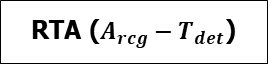 RTA (A_rcg − T_det)